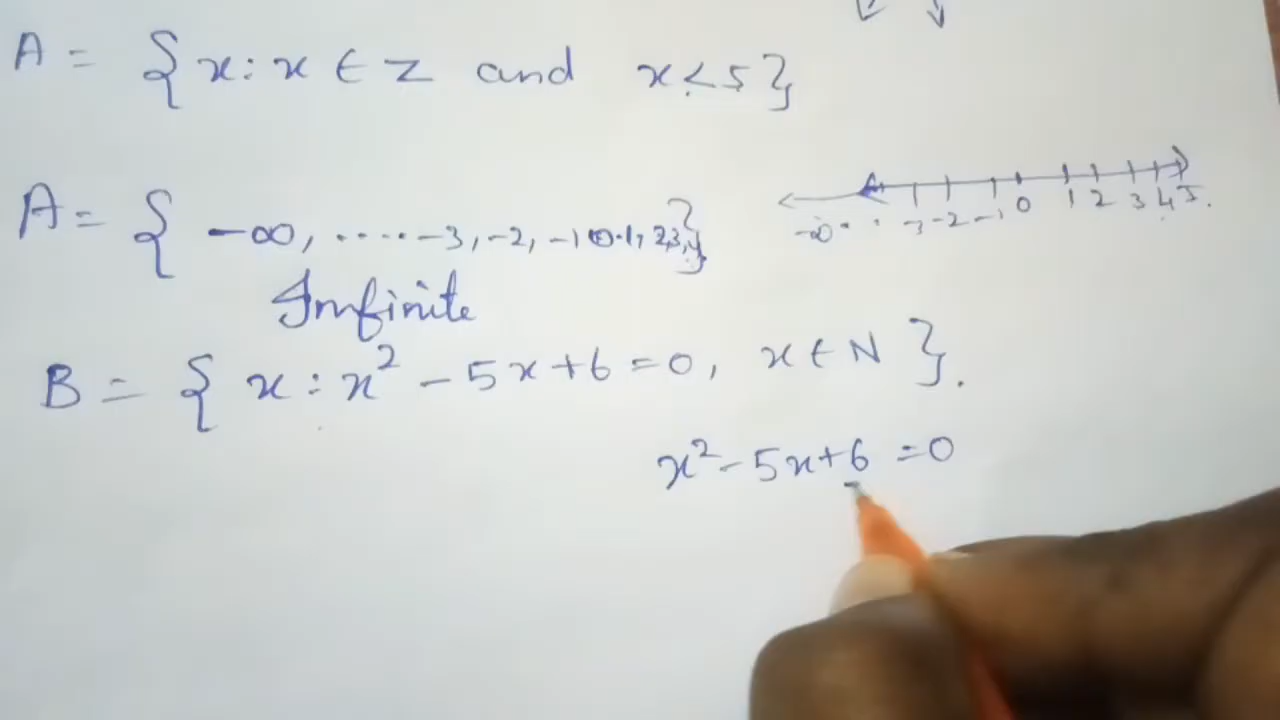 A = {x : x ∈ Z and x < 5}
A = { -∞, .....-3, -2, -1 0 .1, 2,3,4}
-∞ . . -3 -2 -1 0 1 2 3 4 5.
Infinite
B = { x : x² - 5x + 6 = 0, x ∈ N }.
x² - 5x + 6 = 0